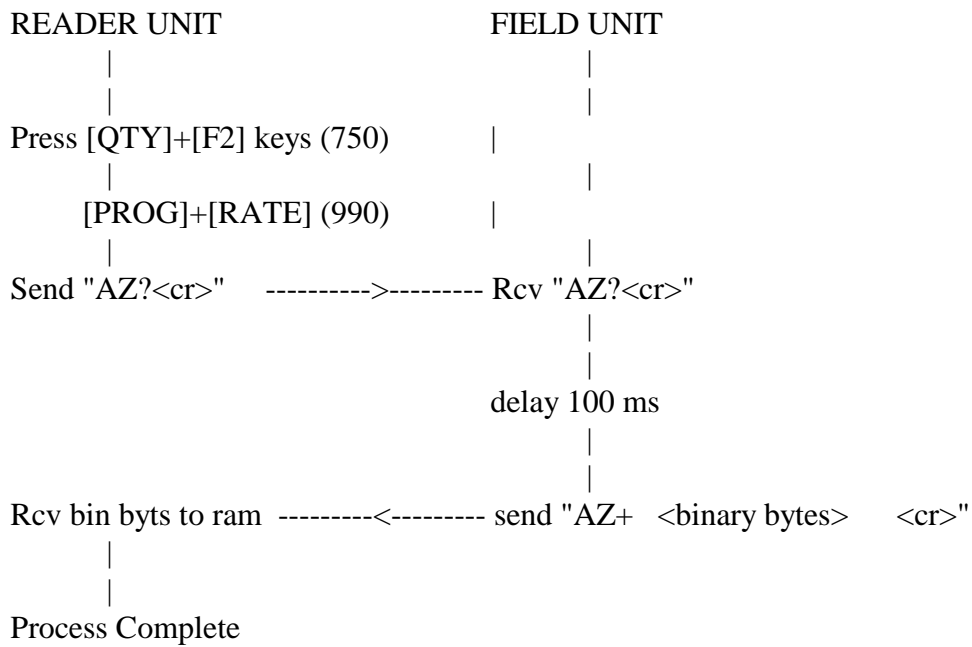 READER UNIT FIELD UNIT
Press [QTY]+[F2] keys (750) |
[PROG]+[RATE] (990) |
Send "AZ?<cr>" ---------->--------- Rcv "AZ?<cr>"
delay 100 ms
Rcv bin byts to ram ---------<--------- send "AZ+ <binary bytes> <cr>"
Process Complete